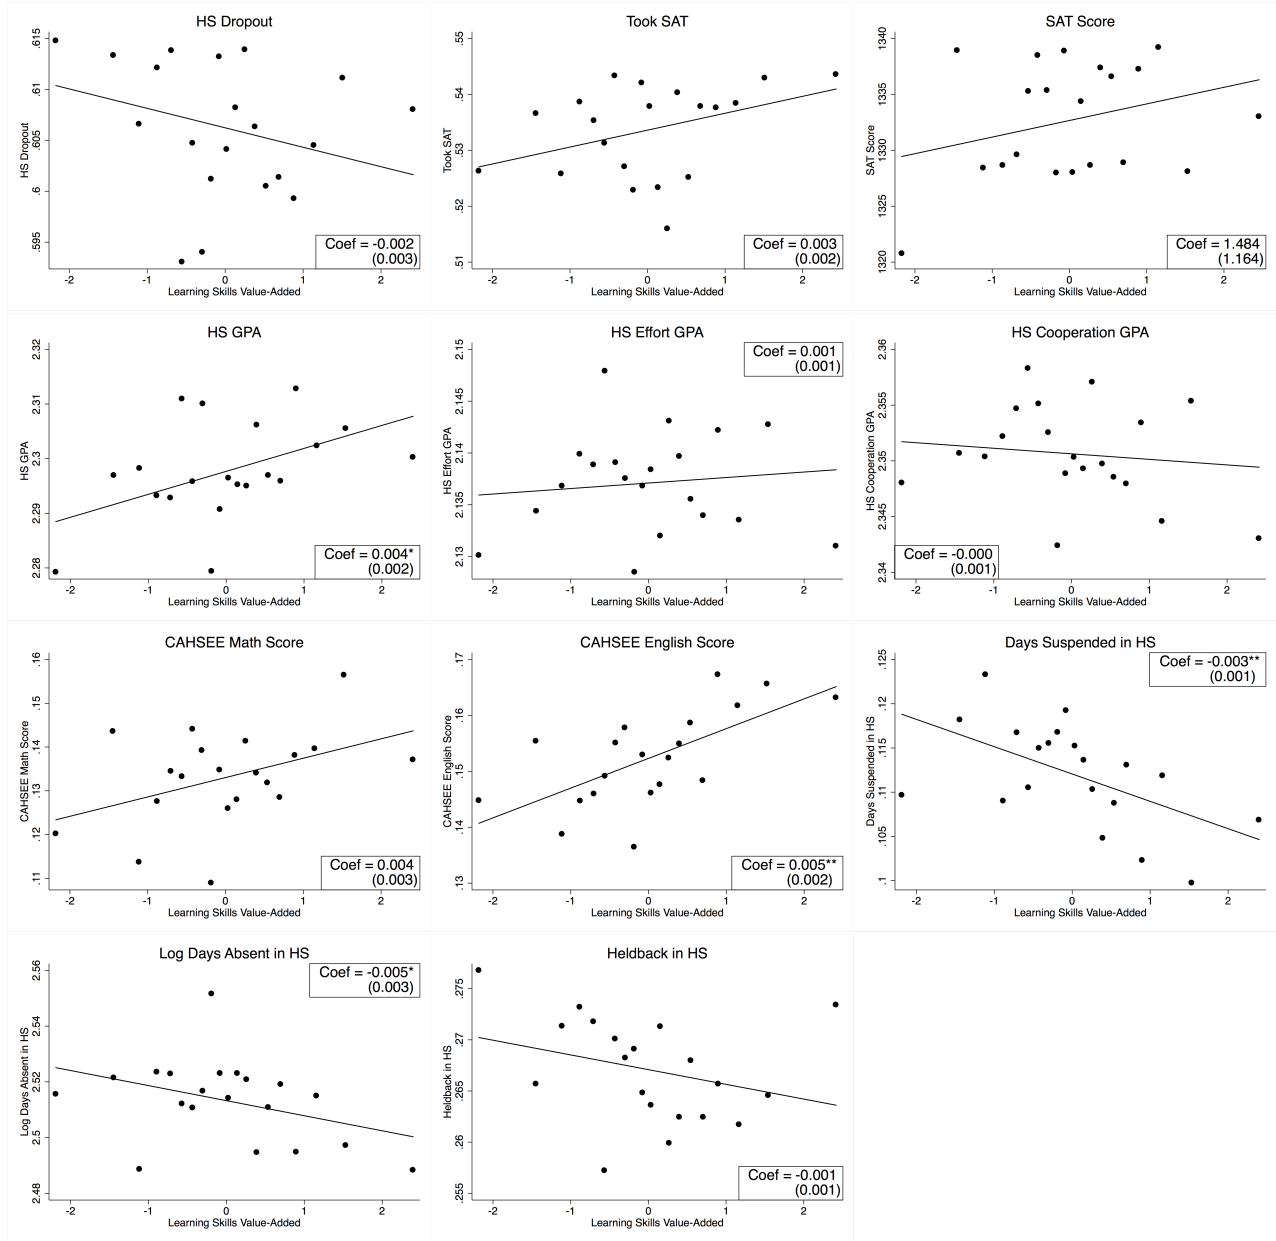 HS Dropout
HS Dropout
.615
.61
.605
.6
.595
Coef = -0.002
(0.003)
-2 -1 0 1 2
Learning Skills Value-Added
Took SAT
Took SAT
.55
.54
.53
.52
.51
Coef = 0.003
(0.002)
-2 -1 0 1 2
Learning Skills Value-Added
SAT Score
SAT Score
1340
1335
1330
1325
1320
Coef = 1.484
(1.164)
-2 -1 0 1 2
Learning Skills Value-Added
HS GPA
HS GPA
2.32
2.31
2.3
2.29
2.28
Coef = 0.004*
(0.002)
-2 -1 0 1 2
Learning Skills Value-Added
HS Effort GPA
HS Effort GPA
2.15
2.145
2.14
2.135
2.13
Coef = 0.001
(0.001)
-2 -1 0 1 2
Learning Skills Value-Added
HS Cooperation GPA
HS Cooperation GPA
2.36
2.355
2.35
2.345
2.34
Coef = -0.000
(0.001)
-2 -1 0 1 2
Learning Skills Value-Added
CAHSEE Math Score
CAHSEE Math Score
.16
.15
.14
.13
.12
.11
Coef = 0.004
(0.003)
-2 -1 0 1 2
Learning Skills Value-Added
CAHSEE English Score
CAHSEE English Score
.17
.16
.15
.14
.13
Coef = 0.005**
(0.002)
-2 -1 0 1 2
Learning Skills Value-Added
Days Suspended in HS
Days Suspended in HS
.125
.12
.115
.11
.105
.1
Coef = -0.003**
(0.001)
-2 -1 0 1 2
Learning Skills Value-Added
Log Days Absent in HS
Log Days Absent in HS
2.56
2.54
2.52
2.5
2.48
Coef = -0.005*
(0.003)
-2 -1 0 1 2
Learning Skills Value-Added
Heldback in HS
Heldback in HS
.275
.27
.265
.26
.255
Coef = -0.001
(0.001)
-2 -1 0 1 2
Learning Skills Value-Added